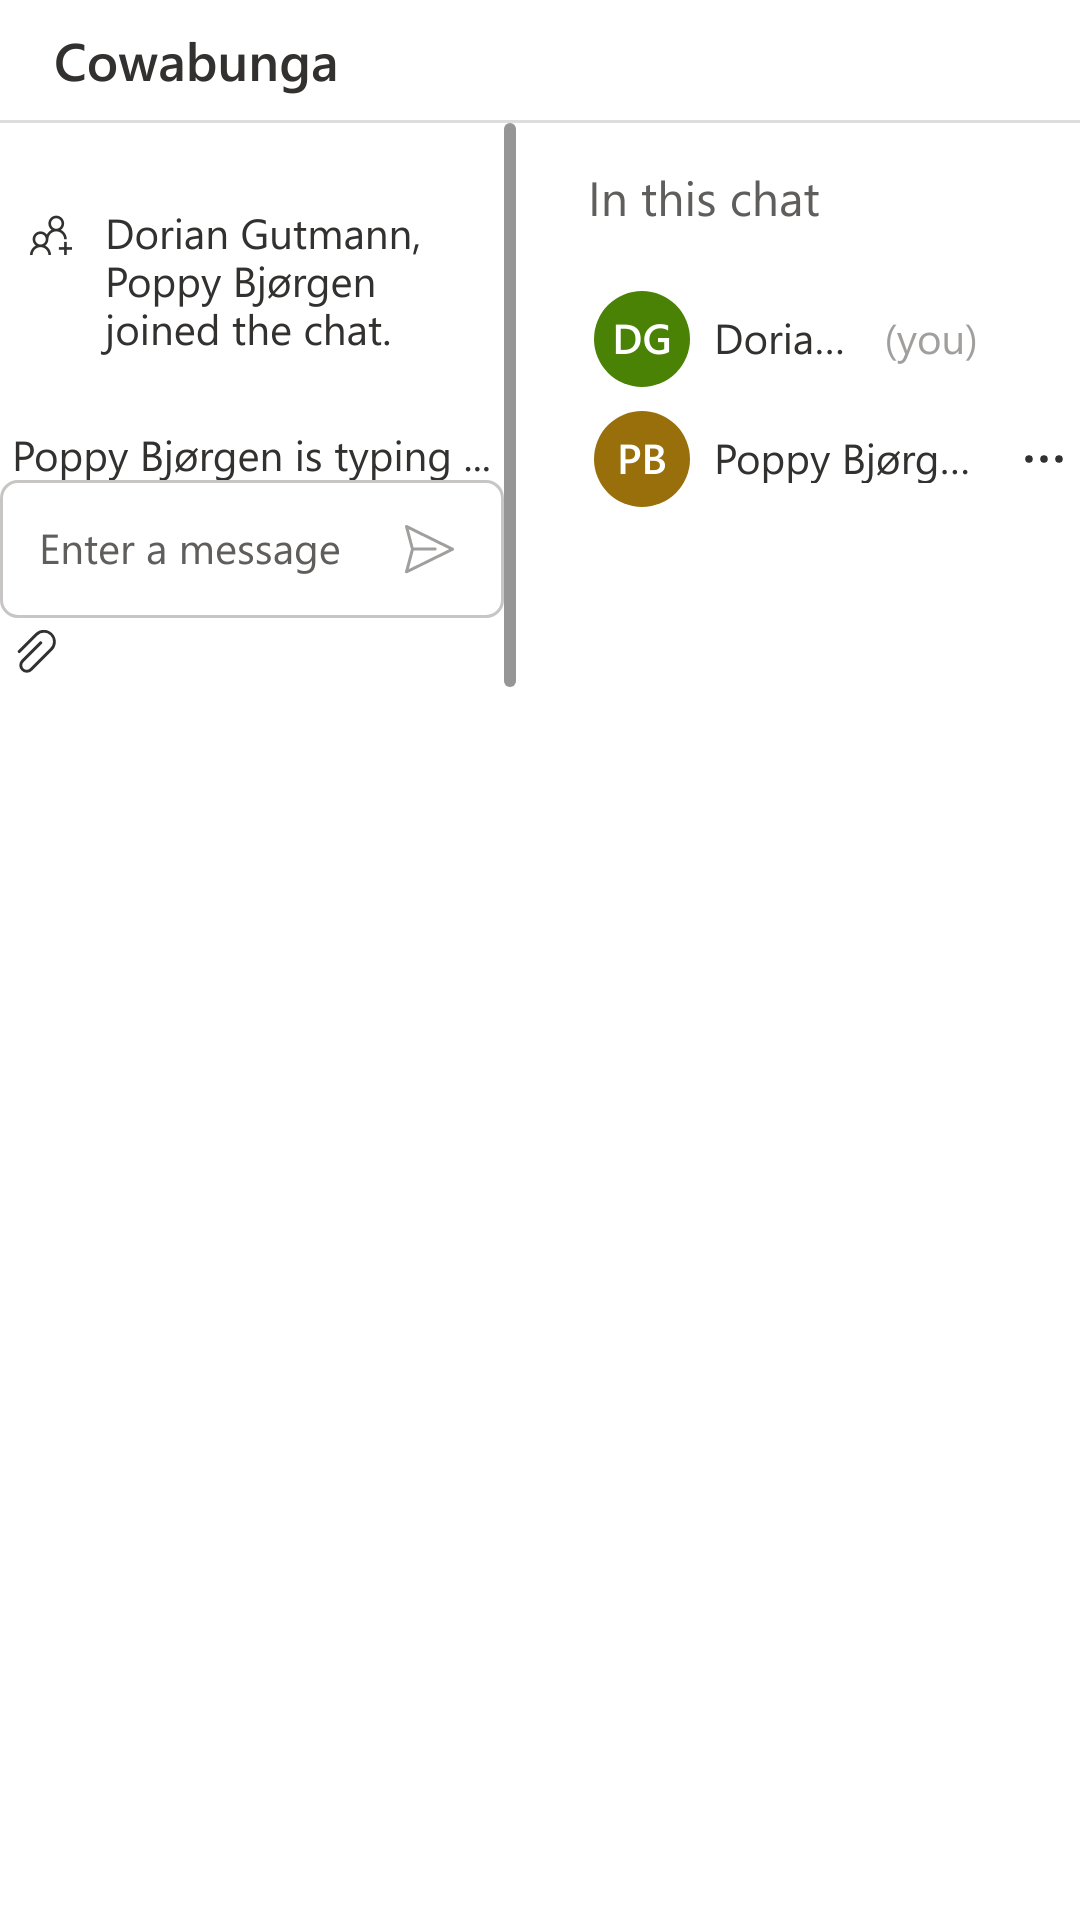 Cowabunga
Dorian Gutmann,
Poppy Bjørgen
joined the chat.
Poppy Bjørgen is typing ...
Enter a message
In this chat
DG Doria... (you)
PB Poppy Bjørg...